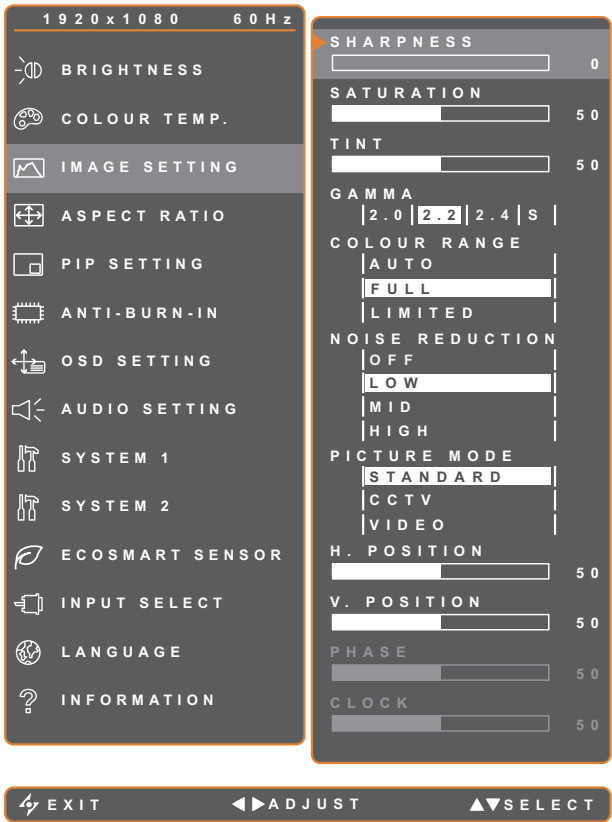 1920x1080 60Hz
BRIGHTNESS
COLOUR TEMP.
IMAGE SETTING
ASPECT RATIO
PIP SETTING
ANTI-BURN-IN
OSD SETTING
AUDIO SETTING
SYSTEM 1
SYSTEM 2
ECOSMART SENSOR
INPUT SELECT
LANGUAGE
INFORMATION
SHARPNESS
0
SATURATION
50
TINT
50
GAMMA
2.0 2.2 2.4 S
COLOUR RANGE
AUTO
FULL
LIMITED
NOISE REDUCTION
OFF
LOW
MID
HIGH
PICTURE MODE
STANDARD
CCTV
VIDEO
H. POSITION
50
V. POSITION
50
PHASE
50
CLOCK
50
EXIT ADJUST SELECT